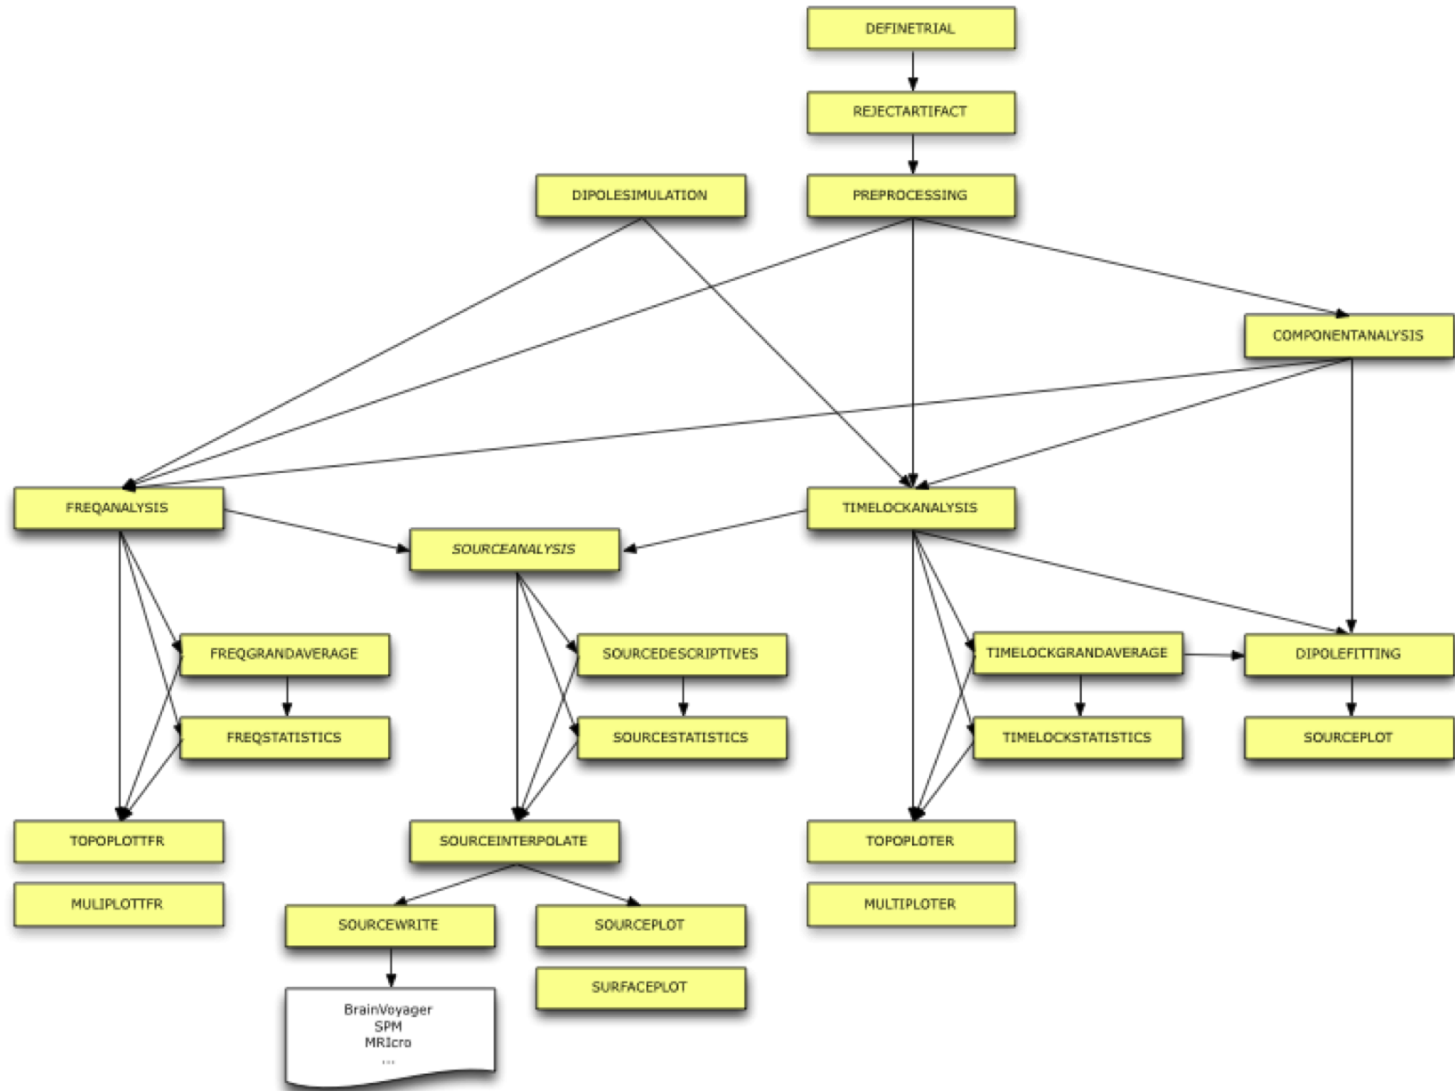 DEFINETRIAL
REJECTARTIFACT
DIPOLESIMULATION
PREPROCESSING
COMPONENTANALYSIS
FREQANALYSIS
TIMELOCKANALYSIS
SOURCEANALYSIS
FREQGRANDAVERAGE
SOURCEDESCRIPTIVES
TIMELOCKGRANDAVERAGE
DIPOLEFITTING
FREQSTATISTICS
SOURCESTATISTICS
TIMELOCKSTATISTICS
SOURCEPLOT
TOPOPLOTTFR
SOURCEINTERPOLATE
TOPOPLOTER
MULIPLOTTFR
MULTIPLOTER
SOURCEWRITE
SOURCEPLOT
SURFACEPLOT
BrainVoyager
SPM
MRIcro
...